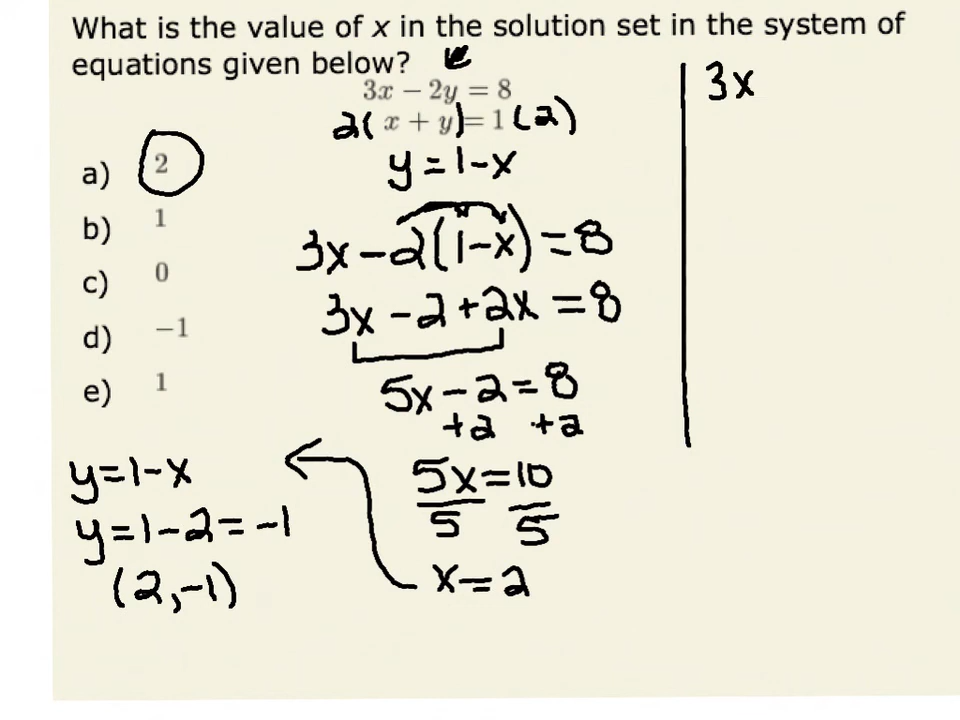 What is the value of x in the solution set in the system of
equations given below?
3x − 2y = 8
2( x + y)= 1 (2)
y=1-x
a) 2
b) 1
c) 0
d) −1
e) 1
3x-2(1-x)=8
3x-2+2x=8
5x-2=8
+2 +2
5x=10
5 5
x=2
y=1-x
y=1-2=-1
(2,-1)
3x